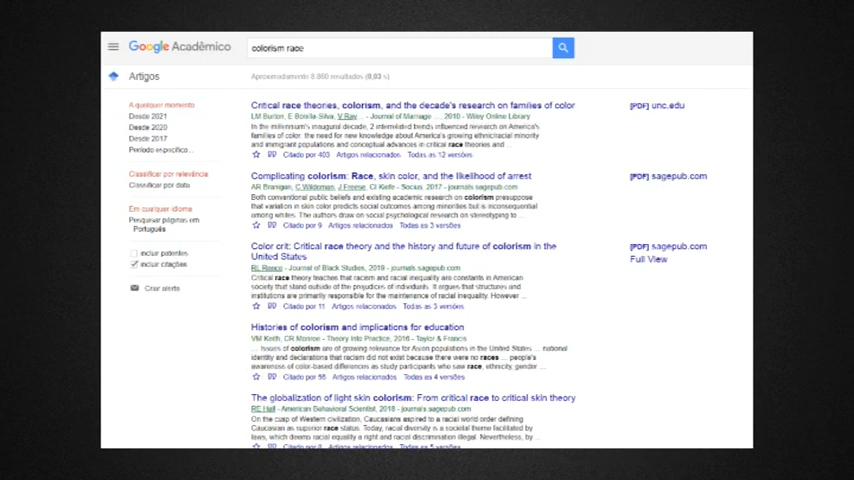 Google Acadêmico
colorism race
Artigos
Aproximadamente 8.860 resultados (0,03 s)
A qualquer momento
Desde 2021
Desde 2020
Desde 2017
Período específico...
Classificar por relevância
Classificar por data
Em qualquer idioma
Pesquisar páginas em
Português
incluir patentes
incluir citações
Criar alerta
Critical race theories, colorism, and the decade's research on families of color
LM Burton, E Bonilla-Silva, V Ray... - Journal of Marriage ..., 2010 - Wiley Online Library
In the millennium's inaugural decade, 2 interrelated trends influenced research on America's
families of color: the need for new knowledge about America's growing ethnic/racial minority
and immigrant populations and conceptual advances in critical race theories and ...
Citado por 403 Artigos relacionados Todas as 12 versões
[PDF] unc.edu
Complicating colorism: Race, skin color, and the likelihood of arrest
AR Branigan, C Wildeman, J Freese, CI Kiefe - Socius, 2017 - journals.sagepub.com
Both conventional public beliefs and existing academic research on colorism presuppose
that variation in skin color predicts social outcomes among minorities but is inconsequential
among whites. The authors draw on social psychological research on stereotyping to ...
Citado por 9 Artigos relacionados Todas as 3 versões
[PDF] sagepub.com
Color crit: Critical race theory and the history and future of colorism in the
United States
RL Reece - Journal of Black Studies, 2019 - journals.sagepub.com
Critical race theory teaches that racism and racial inequality are constants in American
society that stand outside of the prejudices of individuals. It argues that structures and
institutions are primarily responsible for the maintenance of racial inequality. However ...
Citado por 11 Artigos relacionados Todas as 3 versões
[PDF] sagepub.com
Full View
Histories of colorism and implications for education
VM Keith, CR Monroe - Theory Into Practice, 2016 - Taylor & Francis
... Issues of colorism are of growing relevance for Asian populations in the United States ... national
identity and declarations that racism did not exist because there were no races ... people's
awareness of color-based differences as study participants who saw race, ethnicity, gender ...
Citado por 56 Artigos relacionados Todas as 4 versões
The globalization of light skin colorism: From critical race to critical skin theory
RE Hall - American Behavioral Scientist, 2018 - journals.sagepub.com
On the cusp of Western civilization, Caucasians aspired to a racial world order defining
Caucasian as superior race status. Today, racial diversity is a societal theme facilitated by
laws, which deems racial equality a right and racial discrimination illegal. Nevertheless, by ...
Citado por Artigos relacionados Todas as 5 versões